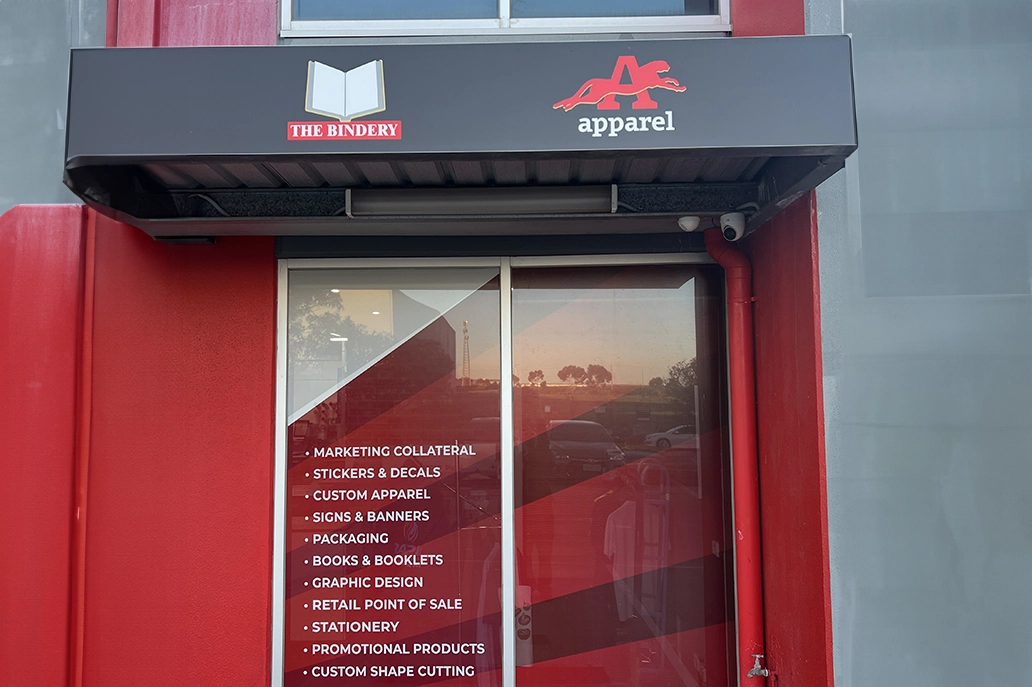 THE BINDERY
A
apparel
• MARKETING COLLATERAL
• STICKERS & DECALS
• CUSTOM APPAREL
• SIGNS & BANNERS
• PACKAGING
• BOOKS & BOOKLETS
• GRAPHIC DESIGN
• RETAIL POINT OF SALE
• STATIONERY
• PROMOTIONAL PRODUCTS
• CUSTOM SHAPE CUTTING